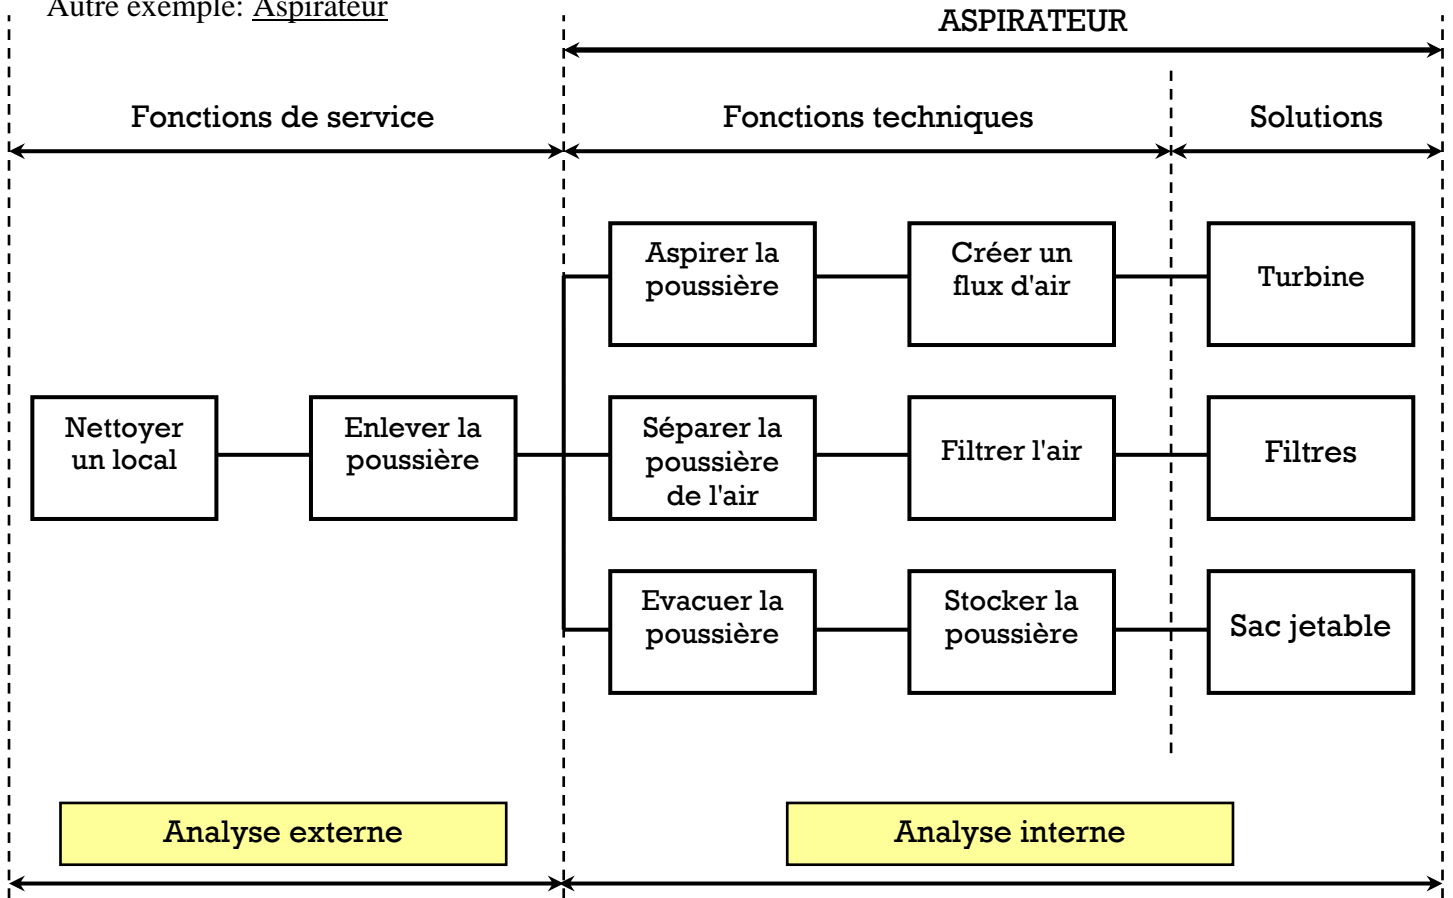 Autre exemple: Aspirateur
ASPIRATEUR
Fonctions de service
Fonctions techniques
Solutions
Aspirer la
poussière
Créer un
flux d'air
Turbine
Nettoyer
un local
Enlever la
poussière
Séparer la
poussière
de l'air
Filtrer l'air
Filtres
Evacuer la
poussière
Stocker la
poussière
Sac jetable
Analyse externe
Analyse interne